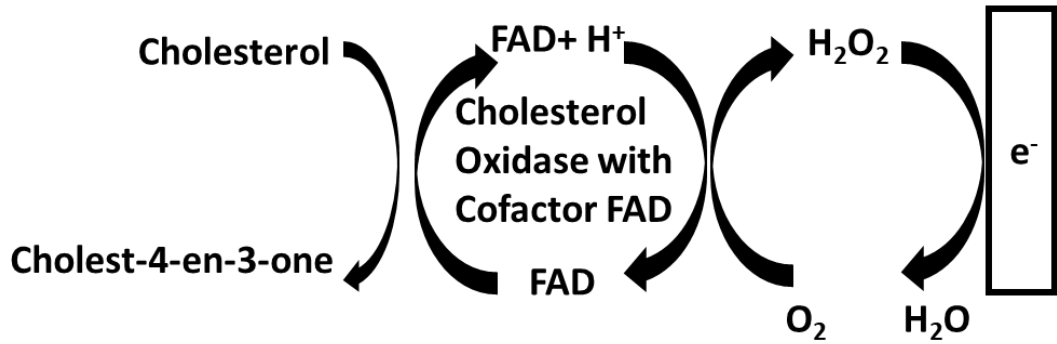 Cholesterol
FAD+ H⁺
H₂O₂
Cholesterol
Oxidase with
Cofactor FAD
e⁻
Cholest-4-en-3-one
FAD
O₂
H₂O